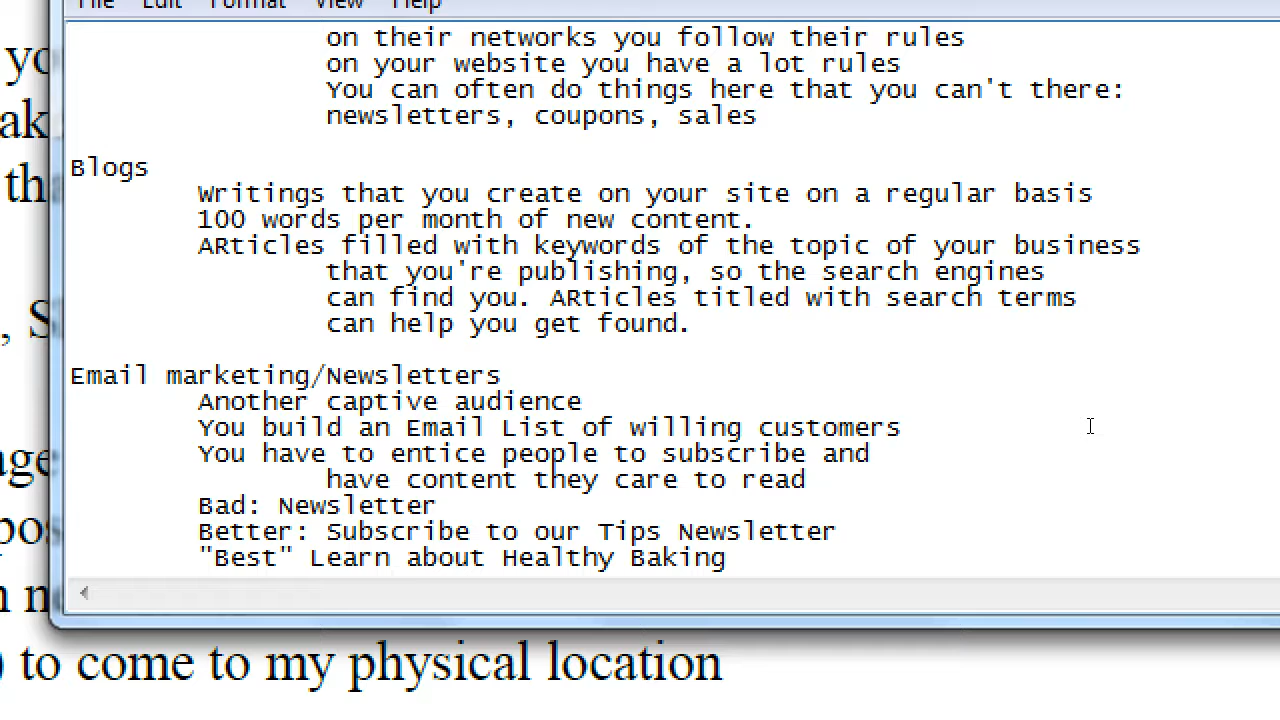 File Edit Format View Help
on their networks you follow their rules
on your website you have a lot rules
You can often do things here that you can't there:
newsletters, coupons, sales
Blogs
Writings that you create on your site on a regular basis
100 words per month of new content.
ARticles filled with keywords of the topic of your business
that you're publishing, so the search engines
can find you. ARticles titled with search terms
can help you get found.
Email marketing/Newsletters
Another captive audience
You build an Email List of willing customers
You have to entice people to subscribe and
have content they care to read
Bad: Newsletter
Better: Subscribe to our Tips Newsletter
"Best" Learn about Healthy Baking
to come to my physical location